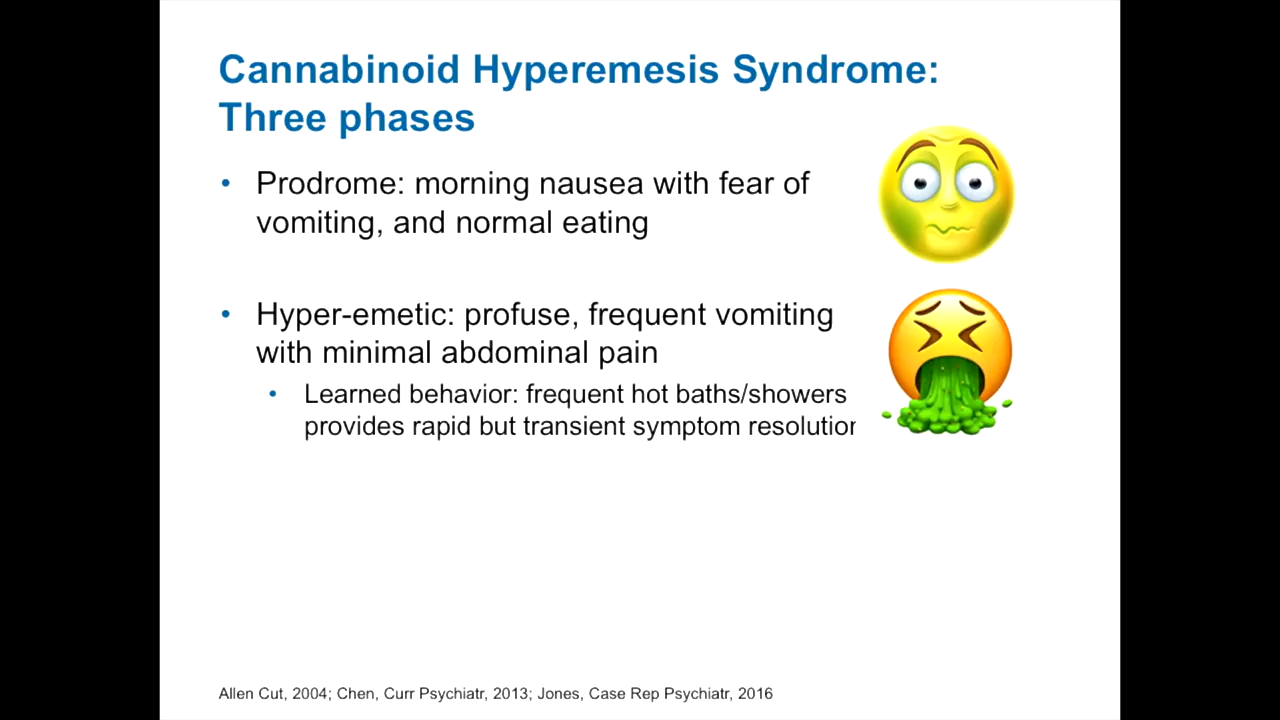 Cannabinoid Hyperemesis Syndrome:
Three phases
• Prodrome: morning nausea with fear of
vomiting, and normal eating
• Hyper-emetic: profuse, frequent vomiting
with minimal abdominal pain
• Learned behavior: frequent hot baths/showers
provides rapid but transient symptom resolution
Allen Cut, 2004; Chen, Curr Psychiatr, 2013; Jones, Case Rep Psychiatr, 2016